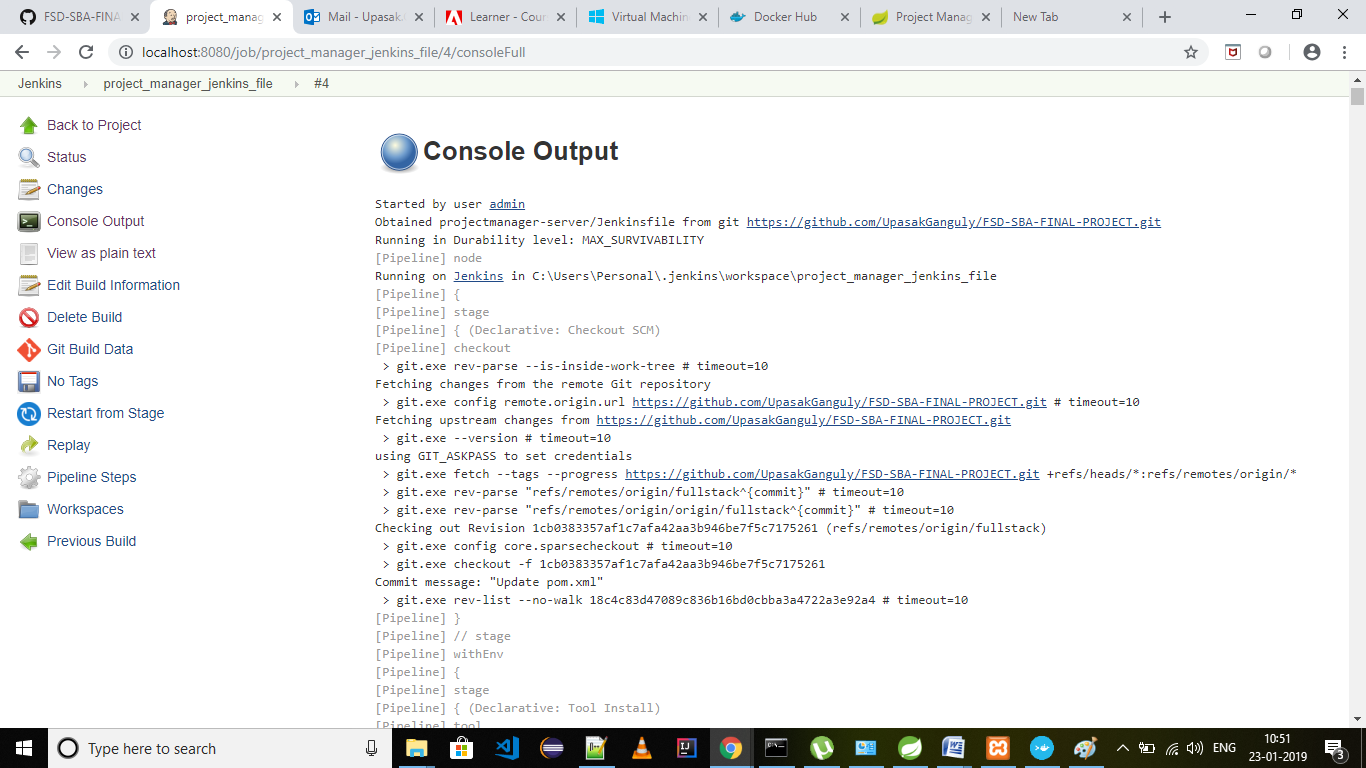 FSD-SBA-FINA
project_manag
Mail - Upasak
Learner - Cour
Virtual Machin
Docker Hub
Project Manag
New Tab
localhost:8080/job/project_manager_jenkins_file/4/consoleFull
Jenkins project_manager_jenkins_file #4
Back to Project
Status
Changes
Console Output
View as plain text
Edit Build Information
Delete Build
Git Build Data
No Tags
Restart from Stage
Replay
Pipeline Steps
Workspaces
Previous Build
Console Output
Started by user admin
Obtained projectmanager-server/Jenkinsfile from git https://github.com/UpasakGanguly/FSD-SBA-FINAL-PROJECT.git
Running in Durability level: MAX_SURVIVABILITY
[Pipeline] node
Running on Jenkins in C:\Users\Personal\.jenkins\workspace\project_manager_jenkins_file
[Pipeline] {
[Pipeline] stage
[Pipeline] { (Declarative: Checkout SCM)
[Pipeline] checkout
> git.exe rev-parse --is-inside-work-tree # timeout=10
Fetching changes from the remote Git repository
> git.exe config remote.origin.url https://github.com/UpasakGanguly/FSD-SBA-FINAL-PROJECT.git # timeout=10
Fetching upstream changes from https://github.com/UpasakGanguly/FSD-SBA-FINAL-PROJECT.git
> git.exe --version # timeout=10
using GIT_ASKPASS to set credentials
> git.exe fetch --tags --progress https://github.com/UpasakGanguly/FSD-SBA-FINAL-PROJECT.git +refs/heads/*:refs/remotes/origin/*
> git.exe rev-parse "refs/remotes/origin/fullstack^{commit}" # timeout=10
> git.exe rev-parse "refs/remotes/origin/origin/fullstack^{commit}" # timeout=10
Checking out Revision 1cb0383357af1c7afa42aa3b946be7f5c7175261 (refs/remotes/origin/fullstack)
> git.exe config core.sparsecheckout # timeout=10
> git.exe checkout -f 1cb0383357af1c7afa42aa3b946be7f5c7175261
Commit message: "Update pom.xml"
> git.exe rev-list --no-walk 18c4c83d47089c836b16bd0cbba3a4722a3e92a4 # timeout=10
[Pipeline] }
[Pipeline] // stage
[Pipeline] withEnv
[Pipeline] {
[Pipeline] stage
[Pipeline] { (Declarative: Tool Install)
[Pipeline] tool
Type here to search
ENG
10:51
23-01-2019
3